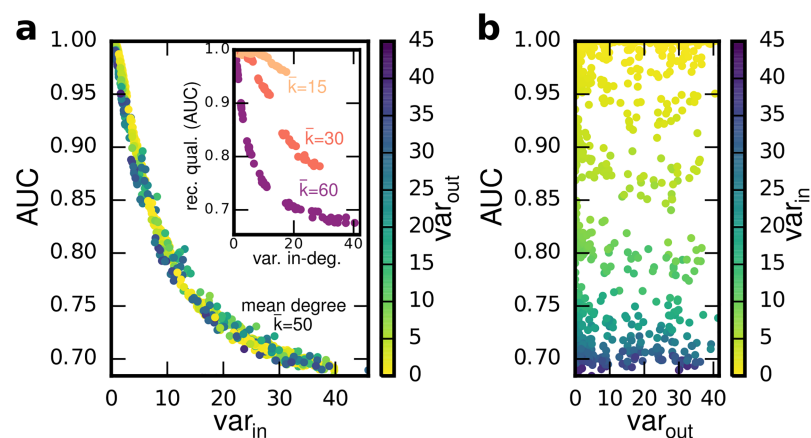 a
AUC
1.00
0.95
0.90
0.85
0.80
0.75
0.70
0 10 20 30 40
var_in
mean degree
k̄=50
rec. qual. (AUC)
1.0
0.9
0.8
0.7
0 20 40
var. in-deg.
k̄=15
k̄=30
k̄=60
45
40
35
30
25
20
15
10
5
0
var_out
b
AUC
1.00
0.95
0.90
0.85
0.80
0.75
0.70
0 10 20 30 40
var_out
45
40
35
30
25
20
15
10
5
0
var_in